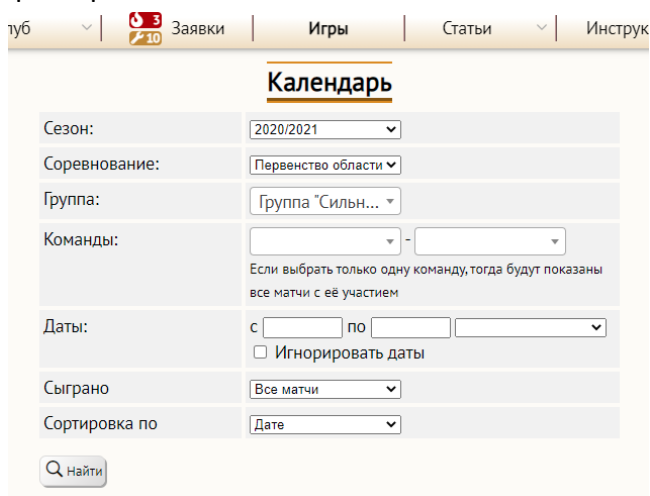 луб
3
10
Заявки
Игры
Статьи
Инструк
Календарь
Сезон:
2020/2021
Соревнование:
Первенство области
Группа:
Группа "Сильн...
Команды:
-
Если выбрать только одну команду, тогда будут показаны
все матчи с её участием
Даты:
с по
Игнорировать даты
Сыграно
Все матчи
Сортировка по
Дате
Найти